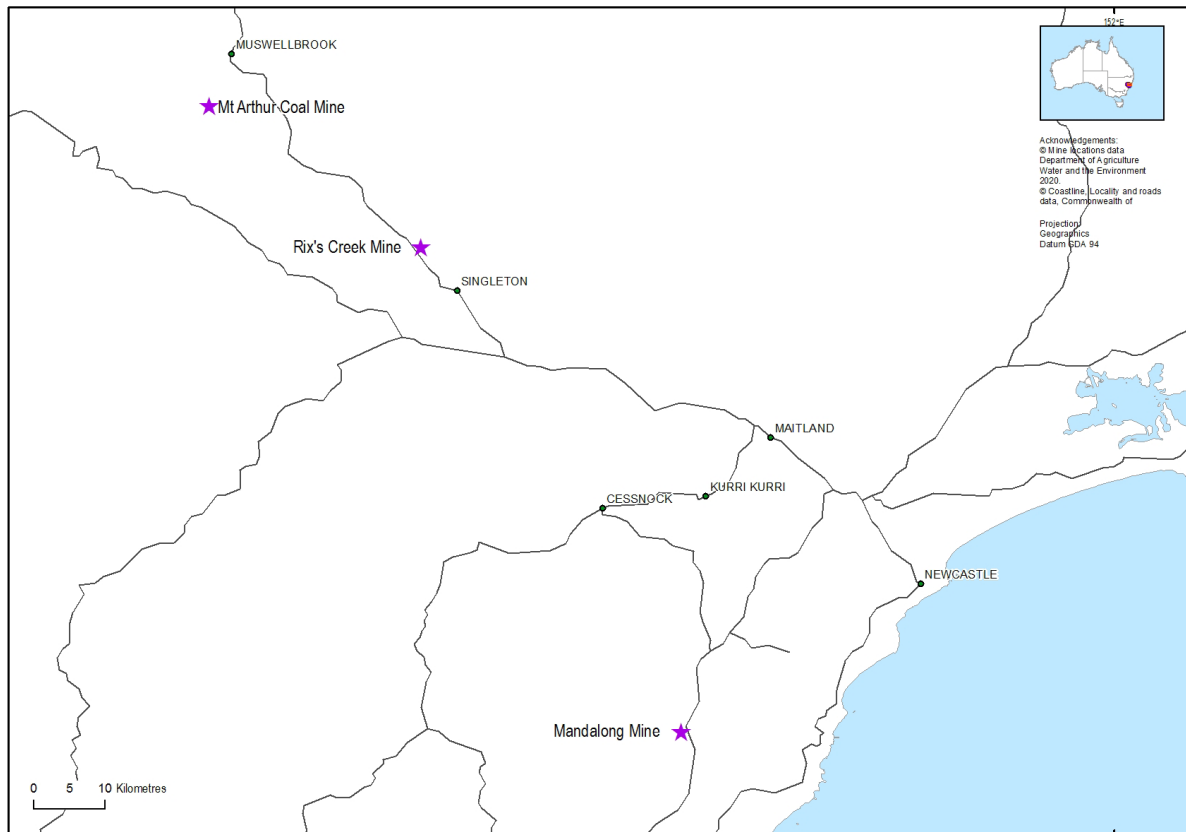 152°E
MUSWELLBROOK
Mt Arthur Coal Mine
Acknowledgements:
© Mine locations data
Department of Agriculture
Water and the Environment
2020.
© Coastline, Locality and roads
data, Commonwealth of
Projection:
Geographics
Datum GDA 94
Rix's Creek Mine
SINGLETON
MAITLAND
KURRI KURRI
CESSNOCK
NEWCASTLE
Mandalong Mine
0 5 10 Kilometres